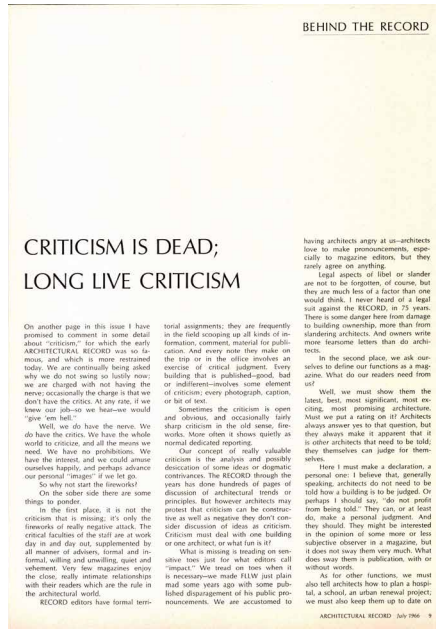 BEHIND THE RECORD
CRITICISM IS DEAD;
LONG LIVE CRITICISM
On another page in this issue I have
promised to comment in some detail
about "criticism," for which the early
ARCHITECTURAL RECORD was so fa-
mous, and which is more restrained
today. We are continually being asked
why we do not swing so lustily now;
we are charged with not having the
nerve; occasionally the charge is that we
don't have the critics. At any rate, if we
knew our job—so we hear—we would
"give 'em hell."
Well, we do have the nerve. We
do have the critics. We have the whole
world to criticize, and all the means we
need. We have no prohibitions. We
have the interest, and we could amuse
ourselves happily, and perhaps advance
our personal "images" if we let go.
So why not start the fireworks?
On the sober side there are some
things to ponder.
In the first place, it is not the
criticism that is missing; it's only the
fireworks of really negative attack. The
critical faculties of the staff are at work
day in and day out, supplemented by
all manner of advisers, formal and in-
formal, willing and unwilling, quiet and
vehement. Very few magazines enjoy
the close, really intimate relationships
with their readers which are the rule in
the architectural world.
RECORD editors have formal terri-
torial assignments; they are frequently
in the field scooping up all kinds of in-
formation, comment, material for publi-
cation. And every note they make on
the trip or in the office involves an
exercise of critical judgment. Every
building that is published—good, bad
or indifferent—involves some element
of criticism; every photograph, caption,
or bit of text.
Sometimes the criticism is open
and obvious, and occasionally fairly
sharp criticism in the old sense, fire-
works. More often it shows quietly as
normal dedicated reporting.
Our concept of really valuable
criticism is the analysis and possibly
desiccation of some ideas or dogmatic
contrivances. The RECORD through the
years has done hundreds of pages of
discussion of architectural trends or
principles. But however architects may
protest that criticism can be construc-
tive as well as negative they don't con-
sider discussion of ideas as criticism.
Criticism must deal with one building
or one architect, or what fun is it?
What is missing is treading on sen-
sitive toes just for what editors call
"impact." We tread on toes when it
is necessary—we made FLLW just plain
mad some years ago with some pub-
lished disparagement of his public pro-
nouncements. We are accustomed to
having architects angry at us—architects
love to make pronouncements, espe-
cially to magazine editors, but they
rarely agree on anything.
Legal aspects of libel or slander
are not to be forgotten, of course, but
they are much less of a factor than one
would think. I never heard of a legal
suit against the RECORD, in 75 years.
There is some danger here from damage
to building ownership, more than from
slandering architects. And owners write
more fearsome letters than do archi-
tects.
In the second place, we ask our-
selves to define our functions as a mag-
azine. What do our readers need from
us?
Well, we must show them the
latest, best, most significant, most ex-
citing, most promising architecture.
Must we put a rating on it? Architects
always answer yes to that question, but
they always make it apparent that it
is other architects that need to be told;
they themselves can judge for them-
selves.
Here I must make a declaration, a
personal one: I believe that, generally
speaking, architects do not need to be
told how a building is to be judged. Or
perhaps I should say, "do not profit
from being told." They can, or at least
do, make a personal judgment. And
they should. They might be interested
in the opinion of some more or less
subjective observer in a magazine, but
it does not sway them very much. What
does sway them is publication, with or
without words.
As for other functions, we must
also tell architects how to plan a hospi-
tal, a school, an urban renewal project;
we must also keep them up to date on
ARCHITECTURAL RECORD July 1966 9